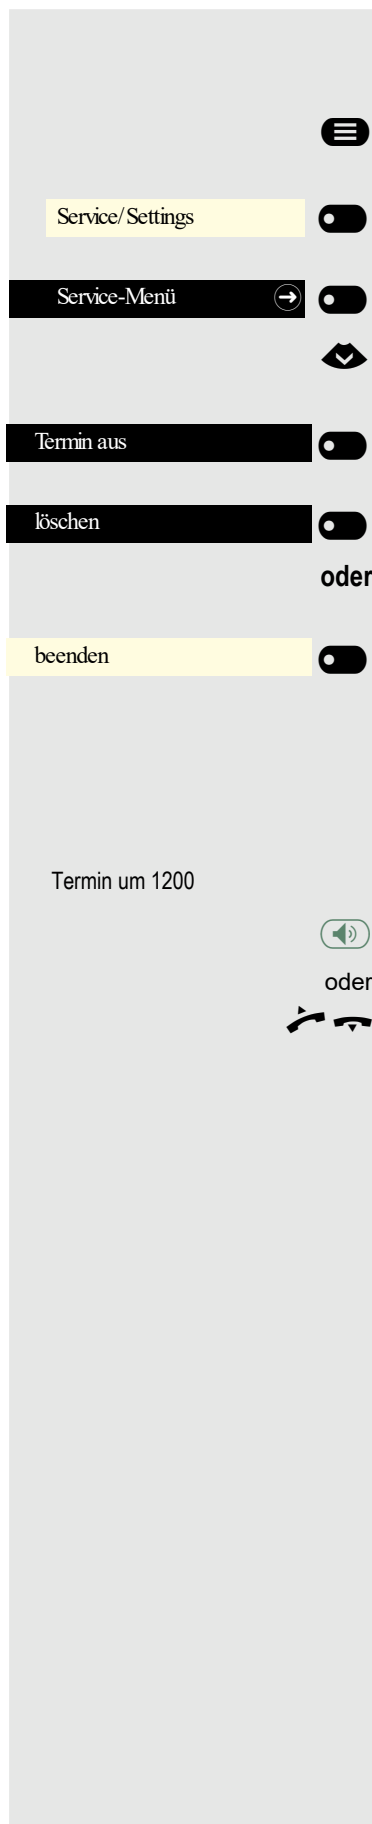 Service/Settings
Service-Menü
Termin aus
löschen
oder
beenden
Termin um 1200
oder